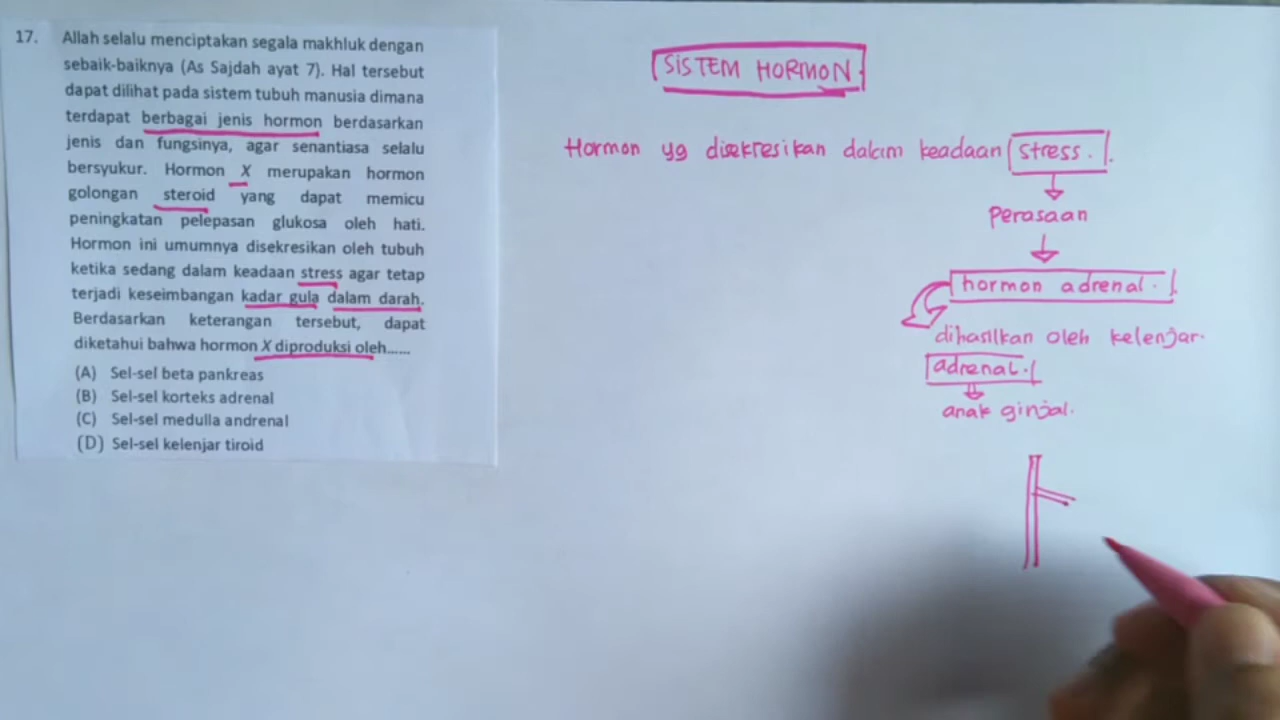 17. Allah selalu menciptakan segala makhluk dengan
sebaik-baiknya (As Sajdah ayat 7). Hal tersebut
dapat dilihat pada sistem tubuh manusia dimana
terdapat berbagai jenis hormon berdasarkan
jenis dan fungsinya, agar senantiasa selalu
bersyukur. Hormon X merupakan hormon
golongan steroid yang dapat memicu
peningkatan pelepasan glukosa oleh hati.
Hormon ini umumnya disekresikan oleh tubuh
ketika sedang dalam keadaan stress agar tetap
terjadi keseimbangan kadar gula dalam darah.
Berdasarkan keterangan tersebut, dapat
diketahui bahwa hormon X diproduksi oleh......
(A) Sel-sel beta pankreas
(B) Sel-sel korteks adrenal
(C) Sel-sel medulla andrenal
(D) Sel-sel kelenjar tiroid
SISTEM HORMON.
Hormon yg disekresikan dalam keadaan stress.
Perasaan
hormon adrenal.
dihasilkan oleh kelenjar.
adrenal.
anak ginjal.